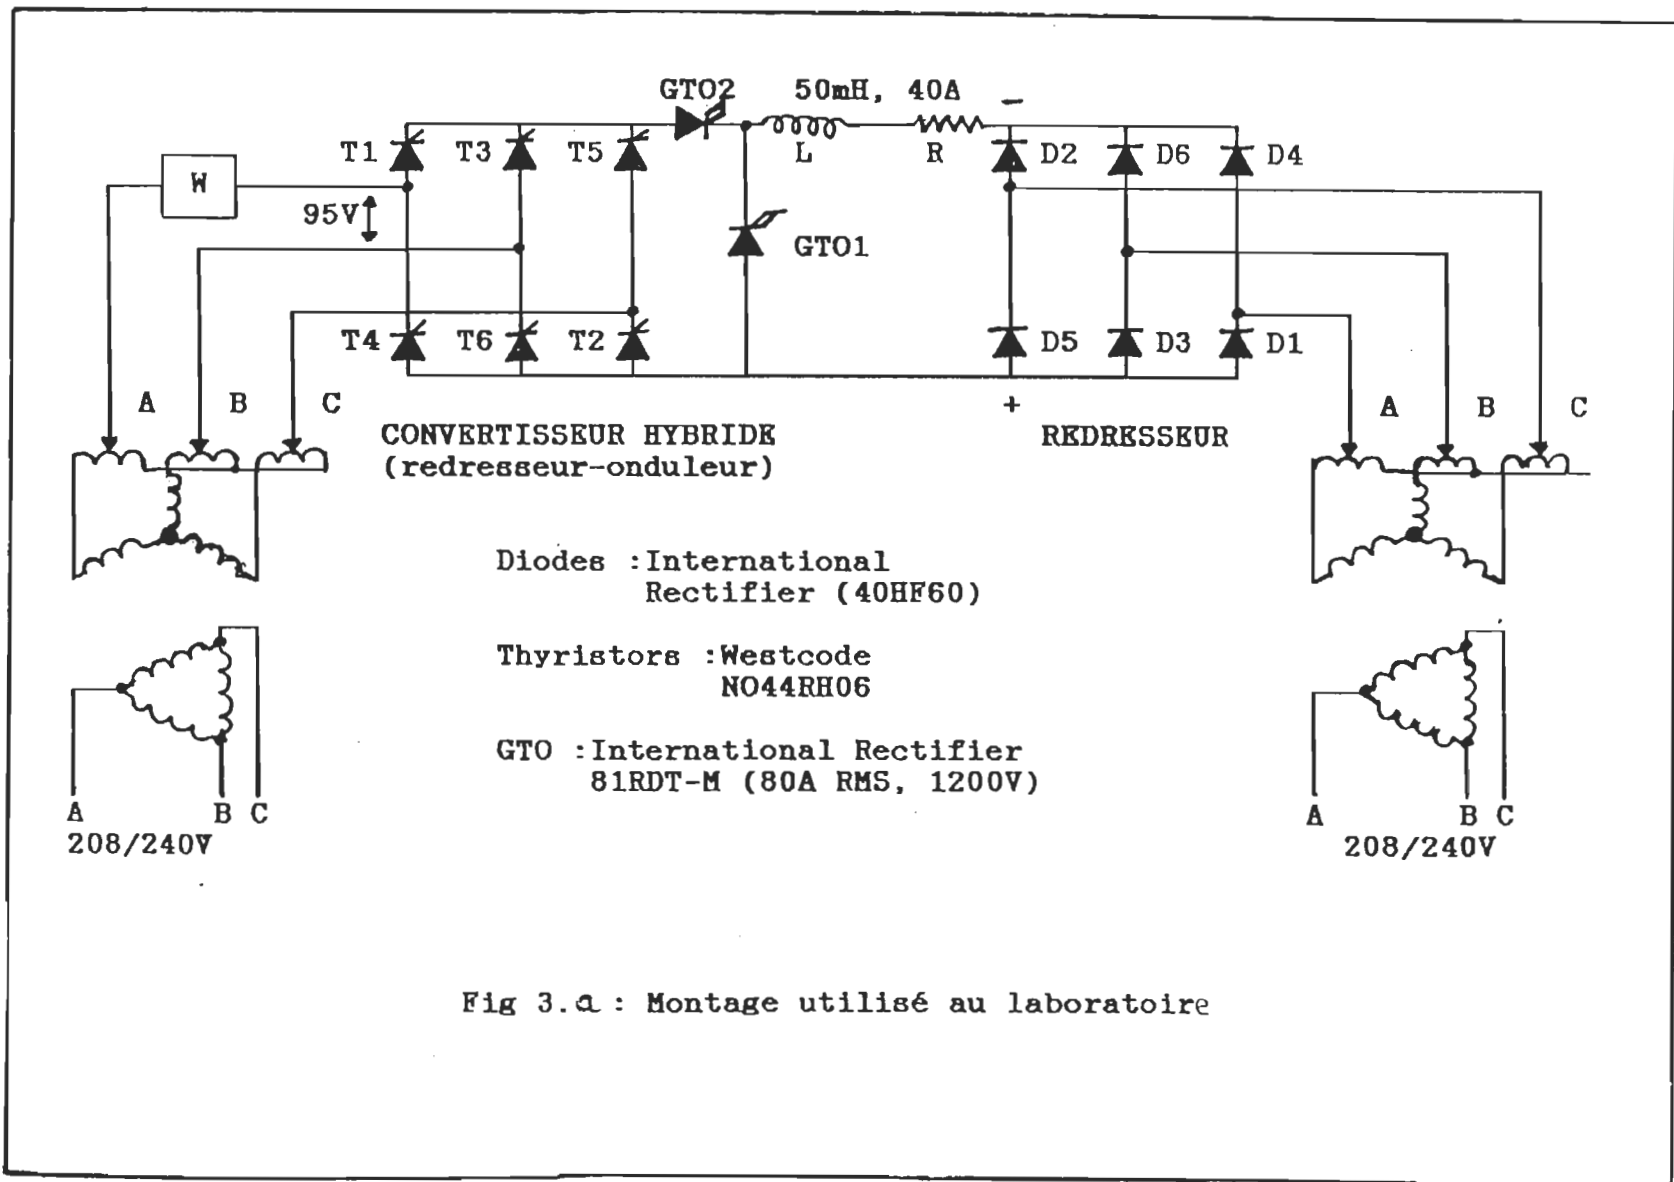 GTO2 50mH, 40A -
T1 T3 T5 L R D2 D6 D4
W
95V
GTO1
T4 T6 T2 D5 D3 D1
A B C + A B C
CONVERTISSEUR HYBRIDE
(redresseur-onduleur)
REDRESSEUR
Diodes :International
Rectifier (40HF60)
Thyristors :Westcode
NO44RH06
GTO :International Rectifier
81RDT-M (80A RMS, 1200V)
A B C
208/240V
A B C
208/240V
Fig 3.a : Montage utilisé au laboratoire